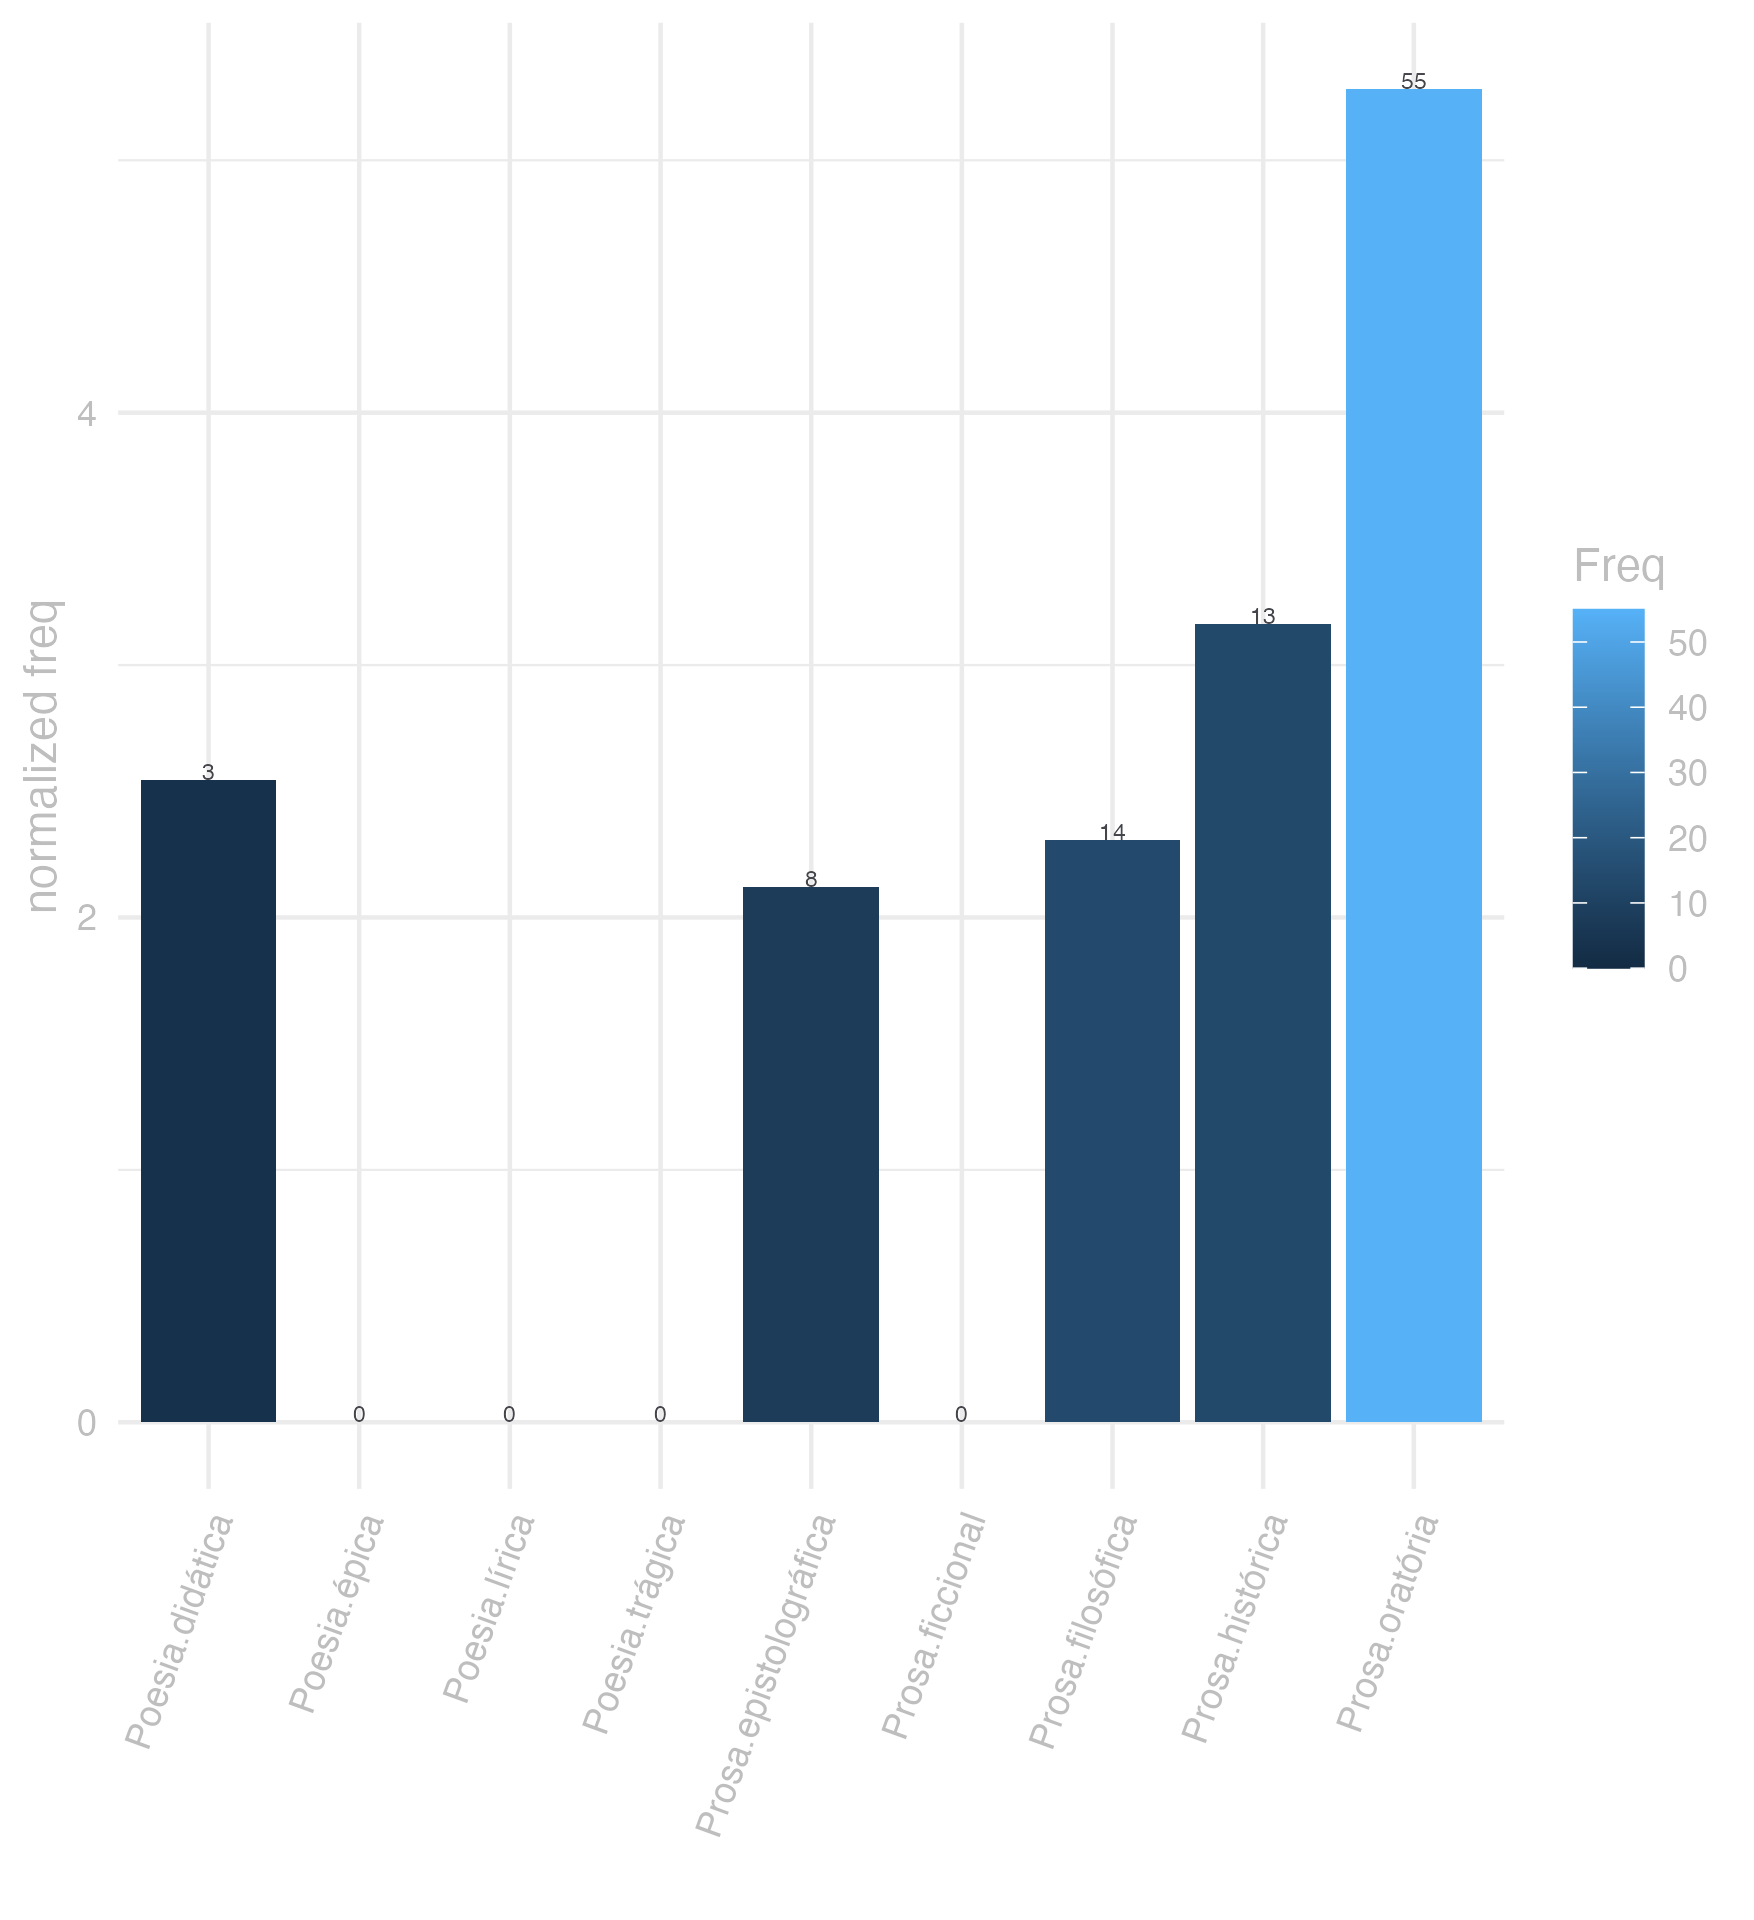 normalized freq
4
2
0
3
0
0
0
8
0
14
13
55
Poesia.didática
Poesia.épica
Poesia.lírica
Poesia.trágica
Prosa.epistolográfica
Prosa.ficcional
Prosa.filosófica
Prosa.histórica
Prosa.oratória
Freq
50
40
30
20
10
0